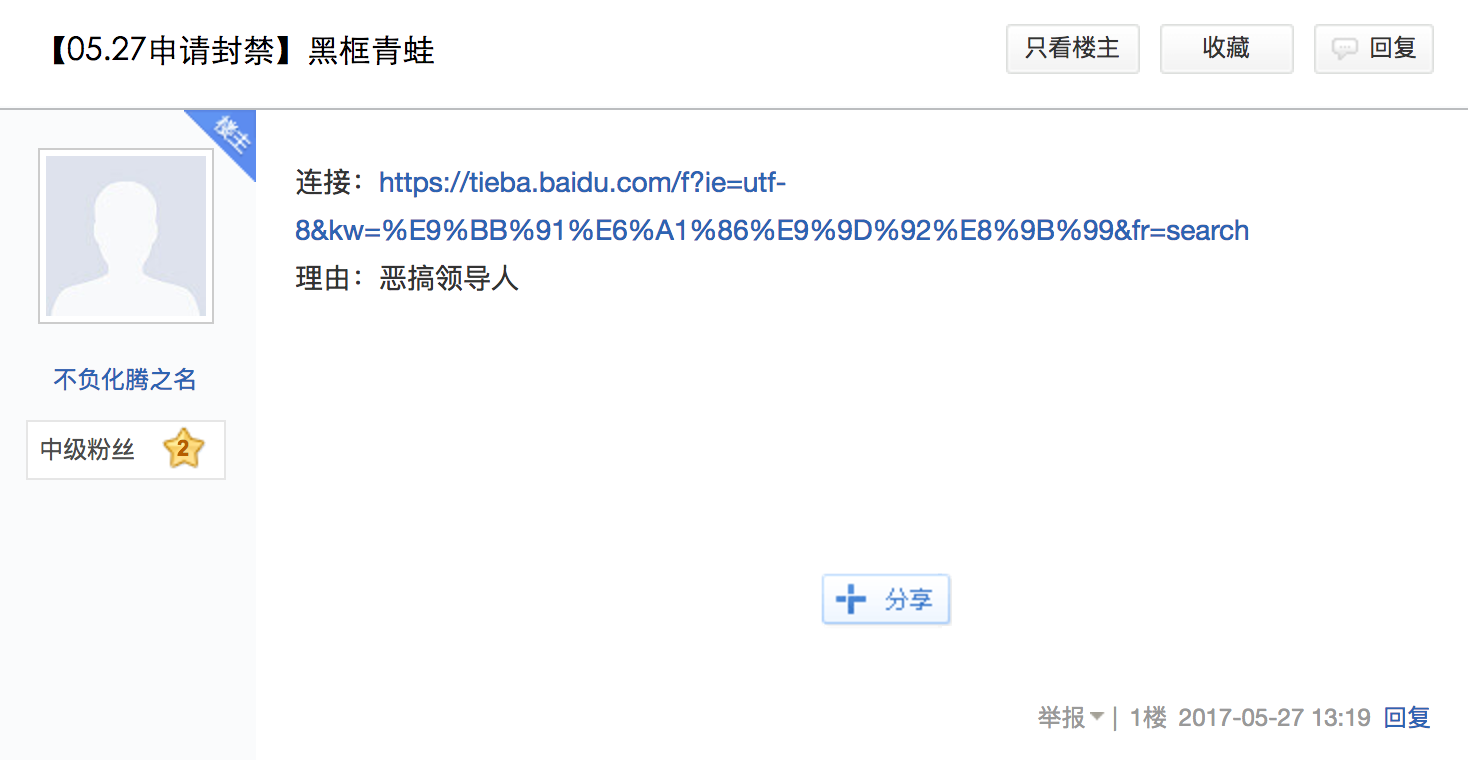 【05.27申请封禁】黑框青蛙
只看楼主
收藏
回复
楼主
连接：https://tieba.baidu.com/f?ie=utf-
8&kw=%E9%BB%91%E6%A1%86%E9%9D%92%E8%9B%99&fr=search
理由：恶搞领导人
不负化腾之名
中级粉丝 2
分享
举报 | 1楼 2017-05-27 13:19 回复